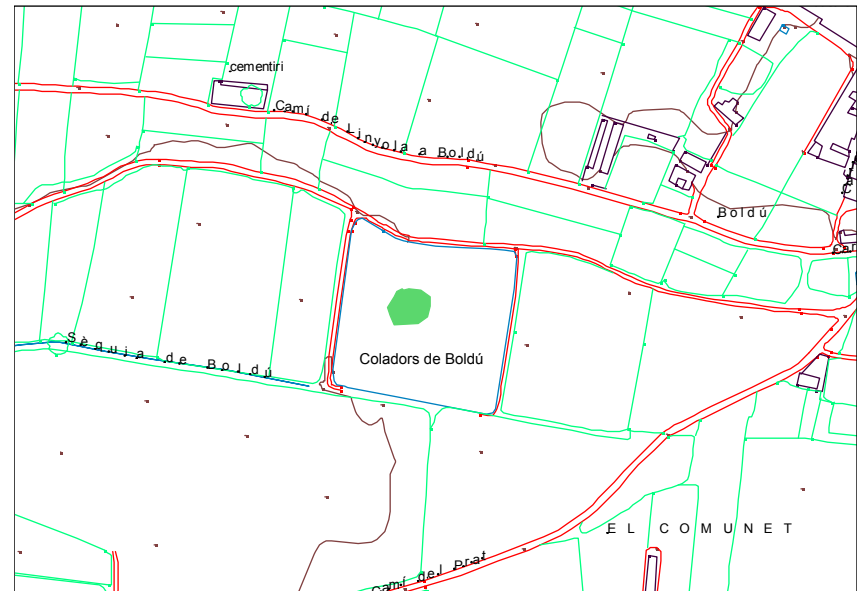 cementiri
Camí de Linyola a Boldú
Boldú
Sèquia de Boldú
Coladors de Boldú
EL COMUNET
Camí del Prat